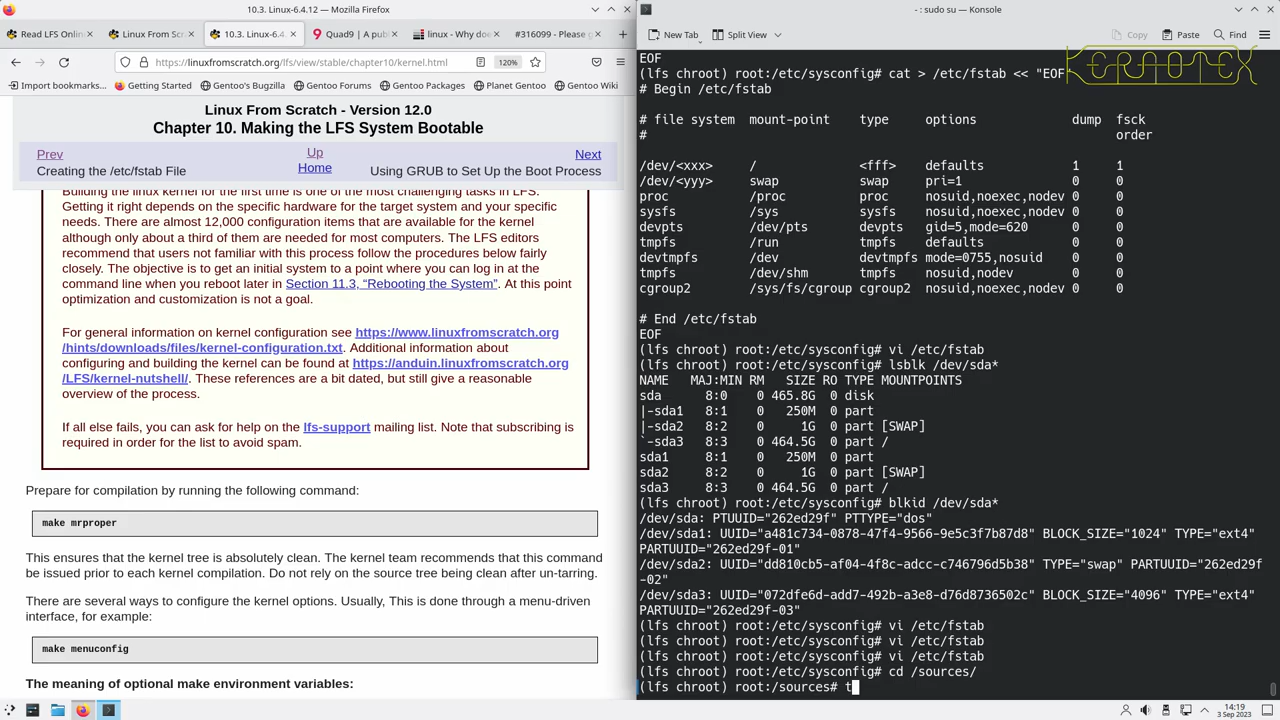 10.3. Linux-6.4.12 — Mozilla Firefox
Read LFS Onlin
Linux From Scra
10.3. Linux-6.4.
Quad9 | A publ
linux - Why doe
#316099 - Please g
https://linuxfromscratch.org/lfs/view/stable/chapter10/kernel.html
120%
Import bookmarks...
Getting Started
Gentoo's Bugzilla
Gentoo Forums
Gentoo Packages
Planet Gentoo
Gentoo Wiki
Linux From Scratch - Version 12.0
Chapter 10. Making the LFS System Bootable
Prev
Up
Next
Creating the /etc/fstab File
Home
Using GRUB to Set Up the Boot Process
Building the linux kernel for the first time is one of the most challenging tasks in LFS.
Getting it right depends on the specific hardware for the target system and your specific
needs. There are almost 12,000 configuration items that are available for the kernel
although only about a third of them are needed for most computers. The LFS editors
recommend that users not familiar with this process follow the procedures below fairly
closely. The objective is to get an initial system to a point where you can log in at the
command line when you reboot later in Section 11.3, “Rebooting the System”. At this point
optimization and customization is not a goal.
For general information on kernel configuration see https://www.linuxfromscratch.org
/hints/downloads/files/kernel-configuration.txt. Additional information about
configuring and building the kernel can be found at https://anduin.linuxfromscratch.org
/LFS/kernel-nutshell/. These references are a bit dated, but still give a reasonable
overview of the process.
If all else fails, you can ask for help on the lfs-support mailing list. Note that subscribing is
required in order for the list to avoid spam.
Prepare for compilation by running the following command:
make mrproper
This ensures that the kernel tree is absolutely clean. The kernel team recommends that this command
be issued prior to each kernel compilation. Do not rely on the source tree being clean after un-tarring.
There are several ways to configure the kernel options. Usually, This is done through a menu-driven
interface, for example:
make menuconfig
The meaning of optional make environment variables:
- : sudo su — Konsole
New Tab
Split View
Copy
Paste
Find
KERNOTEX
EOF
(lfs chroot) root:/etc/sysconfig# cat > /etc/fstab << "EOF
# Begin /etc/fstab
# file system  mount-point    type     options             dump  fsck
#                                                                order
/dev/<xxx>     /              <fff>    defaults            1     1
/dev/<yyy>     swap           swap     pri=1               0     0
proc           /proc          proc     nosuid,noexec,nodev 0     0
sysfs          /sys           sysfs    nosuid,noexec,nodev 0     0
devpts         /dev/pts       devpts   gid=5,mode=620      0     0
tmpfs          /run           tmpfs    defaults            0     0
devtmpfs       /dev           devtmpfs mode=0755,nosuid    0     0
tmpfs          /dev/shm       tmpfs    nosuid,nodev        0     0
cgroup2        /sys/fs/cgroup cgroup2  nosuid,noexec,nodev 0     0
# End /etc/fstab
EOF
(lfs chroot) root:/etc/sysconfig# vi /etc/fstab
(lfs chroot) root:/etc/sysconfig# lsblk /dev/sda*
NAME   MAJ:MIN RM   SIZE RO TYPE MOUNTPOINTS
sda      8:0    0 465.8G  0 disk
|-sda1   8:1    0   250M  0 part
|-sda2   8:2    0     1G  0 part [SWAP]
`-sda3   8:3    0 464.5G  0 part /
sda1     8:1    0   250M  0 part
sda2     8:2    0     1G  0 part [SWAP]
sda3     8:3    0 464.5G  0 part /
(lfs chroot) root:/etc/sysconfig# blkid /dev/sda*
/dev/sda: PTUUID="262ed29f" PTTYPE="dos"
/dev/sda1: UUID="a481c734-0878-47f4-9566-9e5c3f7b87d8" BLOCK_SIZE="1024" TYPE="ext4"
PARTUUID="262ed29f-01"
/dev/sda2: UUID="dd810cb5-af04-4f8c-adcc-c746796d5b38" TYPE="swap" PARTUUID="262ed29f
-02"
/dev/sda3: UUID="072dfe6d-add7-492b-a3e8-d76d8736502c" BLOCK_SIZE="4096" TYPE="ext4"
PARTUUID="262ed29f-03"
(lfs chroot) root:/etc/sysconfig# vi /etc/fstab
(lfs chroot) root:/etc/sysconfig# vi /etc/fstab
(lfs chroot) root:/etc/sysconfig# vi /etc/fstab
(lfs chroot) root:/etc/sysconfig# cd /sources/
(lfs chroot) root:/sources# t
- : sudo su
14:19
3 Sep 2023